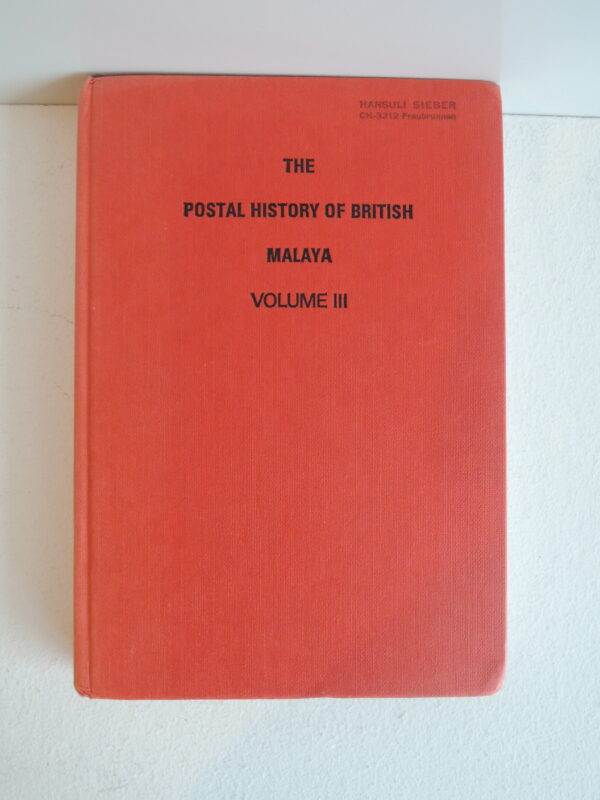 HANSULI SIEBER
CH-3312 Fraubrunnen
THE
POSTAL HISTORY OF BRITISH
MALAYA
VOLUME III